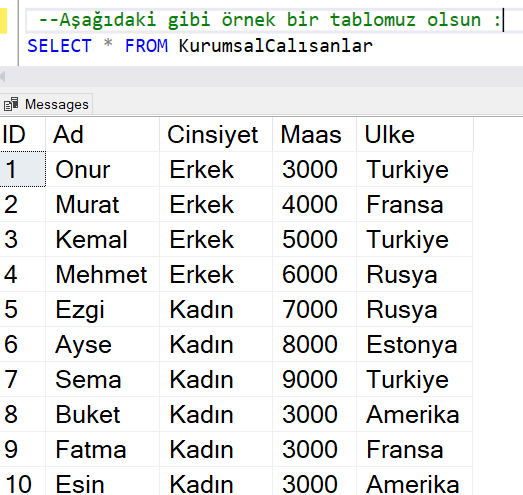 --Aşağıdaki gibi örnek bir tablomuz olsun :
SELECT * FROM KurumsalCalısanlar
Messages
ID Ad Cinsiyet Maas Ulke
1 Onur Erkek 3000 Turkiye
2 Murat Erkek 4000 Fransa
3 Kemal Erkek 5000 Turkiye
4 Mehmet Erkek 6000 Rusya
5 Ezgi Kadın 7000 Rusya
6 Ayse Kadın 8000 Estonya
7 Sema Kadın 9000 Turkiye
8 Buket Kadın 3000 Amerika
9 Fatma Kadın 3000 Fransa
10 Esin Kadın 3000 Amerika